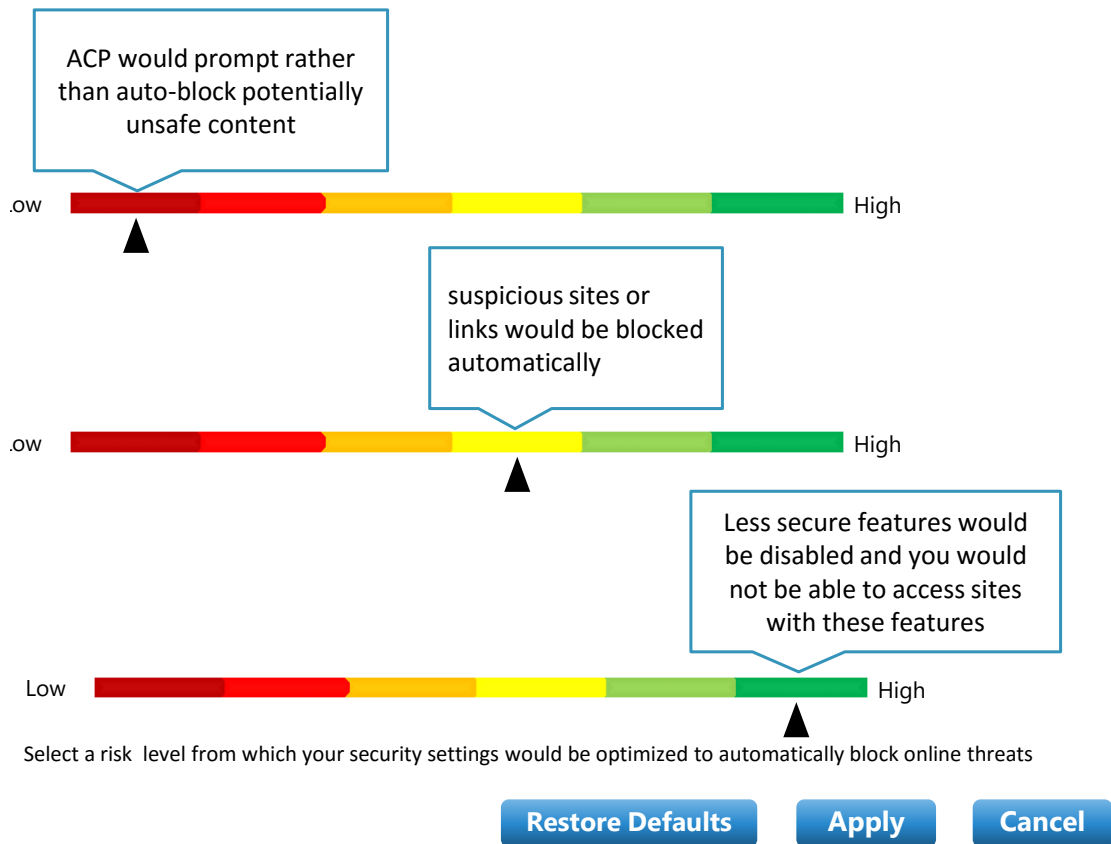 ACP would prompt rather
than auto-block potentially
unsafe content
.ow High
suspicious sites or
links would be blocked
automatically
.ow High
Less secure features would
be disabled and you would
not be able to access sites
with these features
Low High
Select a risk level from which your security settings would be optimized to automatically block online threats
Restore Defaults Apply Cancel